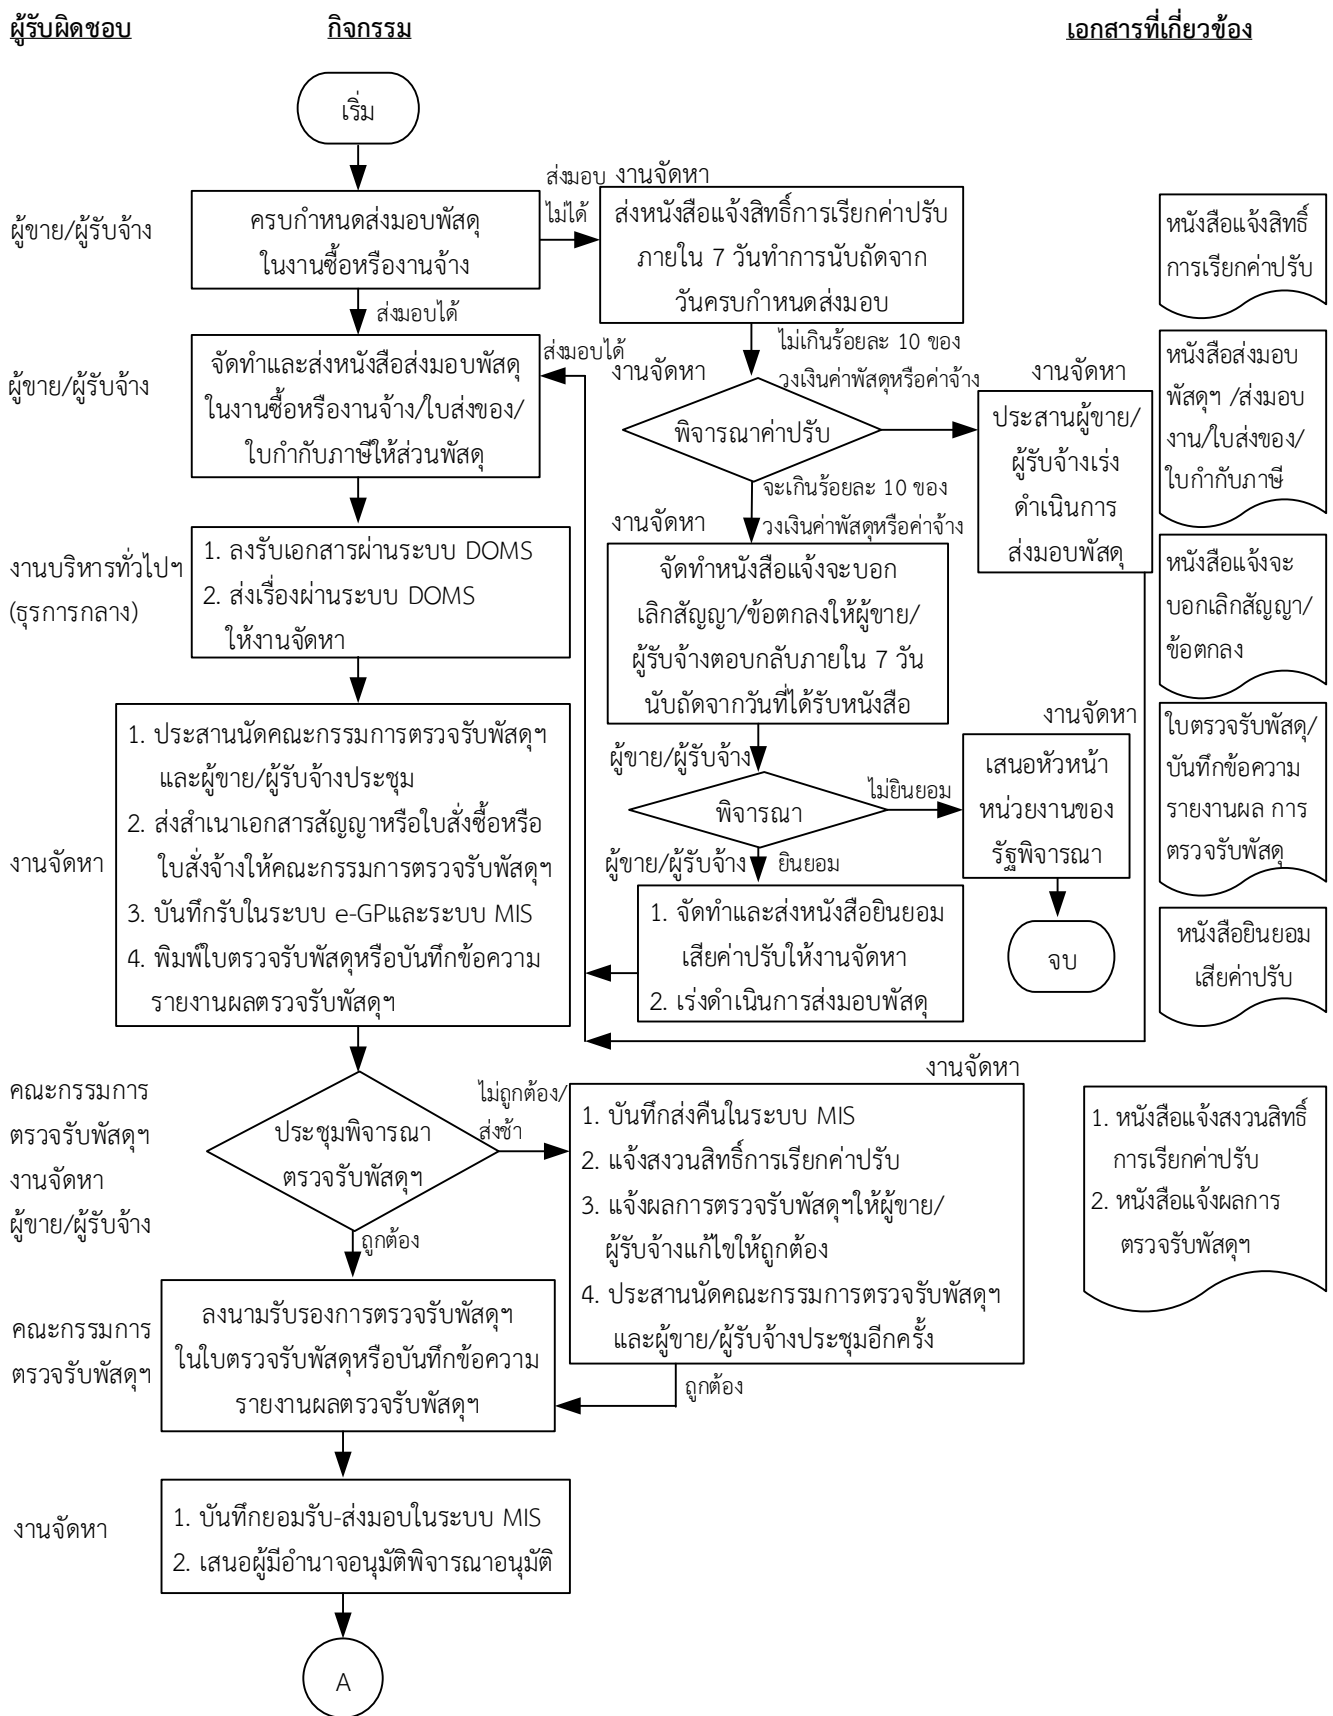 ผู้รับผิดชอบ
กิจกรรม
เอกสารที่เกี่ยวข้อง
เริ่ม
ผู้ขาย/ผู้รับจ้าง
ครบกำหนดส่งมอบพัสดุ
ในงานซื้อหรืองานจ้าง
ส่งมอบ
ไม่ได้
งานจัดหา
ส่งหนังสือแจ้งสิทธิ์การเรียกค่าปรับ
ภายใน 7 วันทำการนับถัดจาก
วันครบกำหนดส่งมอบ
หนังสือแจ้งสิทธิ์
การเรียกค่าปรับ
ส่งมอบได้
ผู้ขาย/ผู้รับจ้าง
จัดทำและส่งหนังสือส่งมอบพัสดุ
ในงานซื้อหรืองานจ้าง/ใบส่งของ/
ใบกำกับภาษีให้ส่วนพัสดุ
ส่งมอบได้
งานจัดหา
พิจารณาค่าปรับ
ไม่เกินร้อยละ 10 ของ
วงเงินค่าพัสดุหรือค่าจ้าง
งานจัดหา
ประสานผู้ขาย/
ผู้รับจ้างเร่ง
ดำเนินการ
ส่งมอบพัสดุ
หนังสือส่งมอบ
พัสดุฯ /ส่งมอบ
งาน/ใบส่งของ/
ใบกำกับภาษี
จะเกินร้อยละ 10 ของ
วงเงินค่าพัสดุหรือค่าจ้าง
งานบริหารทั่วไปฯ
(ธุรการกลาง)
1. ลงรับเอกสารผ่านระบบ DOMS
2. ส่งเรื่องผ่านระบบ DOMS
ให้งานจัดหา
งานจัดหา
จัดทำหนังสือแจ้งจะบอก
เลิกสัญญา/ข้อตกลงให้ผู้ขาย/
ผู้รับจ้างตอบกลับภายใน 7 วัน
นับถัดจากวันที่ได้รับหนังสือ
หนังสือแจ้งจะ
บอกเลิกสัญญา/
ข้อตกลง
งานจัดหา
1. ประสานนัดคณะกรรมการตรวจรับพัสดุฯ
และผู้ขาย/ผู้รับจ้างประชุม
2. ส่งสำเนาเอกสารสัญญาหรือใบสั่งซื้อหรือ
ใบสั่งจ้างให้คณะกรรมการตรวจรับพัสดุฯ
3. บันทึกรับในระบบ e-GPและระบบ MIS
4. พิมพ์ใบตรวจรับพัสดุหรือบันทึกข้อความ
รายงานผลตรวจรับพัสดุฯ
ผู้ขาย/ผู้รับจ้าง
พิจารณา
ไม่ยินยอม
งานจัดหา
เสนอหัวหน้า
หน่วยงานของ
รัฐพิจารณา
ใบตรวจรับพัสดุ/
บันทึกข้อความ
รายงานผล การ
ตรวจรับพัสดุ
ผู้ขาย/ผู้รับจ้าง
ยินยอม
1. จัดทำและส่งหนังสือยินยอม
เสียค่าปรับให้งานจัดหา
2. เร่งดำเนินการส่งมอบพัสดุ
จบ
หนังสือยินยอม
เสียค่าปรับ
คณะกรรมการ
ตรวจรับพัสดุฯ
งานจัดหา
ผู้ขาย/ผู้รับจ้าง
ประชุมพิจารณา
ตรวจรับพัสดุฯ
ไม่ถูกต้อง/
ส่งช้า
งานจัดหา
1. บันทึกส่งคืนในระบบ MIS
2. แจ้งสงวนสิทธิ์การเรียกค่าปรับ
3. แจ้งผลการตรวจรับพัสดุฯให้ผู้ขาย/
ผู้รับจ้างแก้ไขให้ถูกต้อง
4. ประสานนัดคณะกรรมการตรวจรับพัสดุฯ
และผู้ขาย/ผู้รับจ้างประชุมอีกครั้ง
1. หนังสือแจ้งสงวนสิทธิ์
การเรียกค่าปรับ
2. หนังสือแจ้งผลการ
ตรวจรับพัสดุฯ
ถูกต้อง
คณะกรรมการ
ตรวจรับพัสดุฯ
ลงนามรับรองการตรวจรับพัสดุฯ
ในใบตรวจรับพัสดุหรือบันทึกข้อความ
รายงานผลตรวจรับพัสดุฯ
ถูกต้อง
งานจัดหา
1. บันทึกยอมรับ-ส่งมอบในระบบ MIS
2. เสนอผู้มีอำนาจอนุมัติพิจารณาอนุมัติ
A